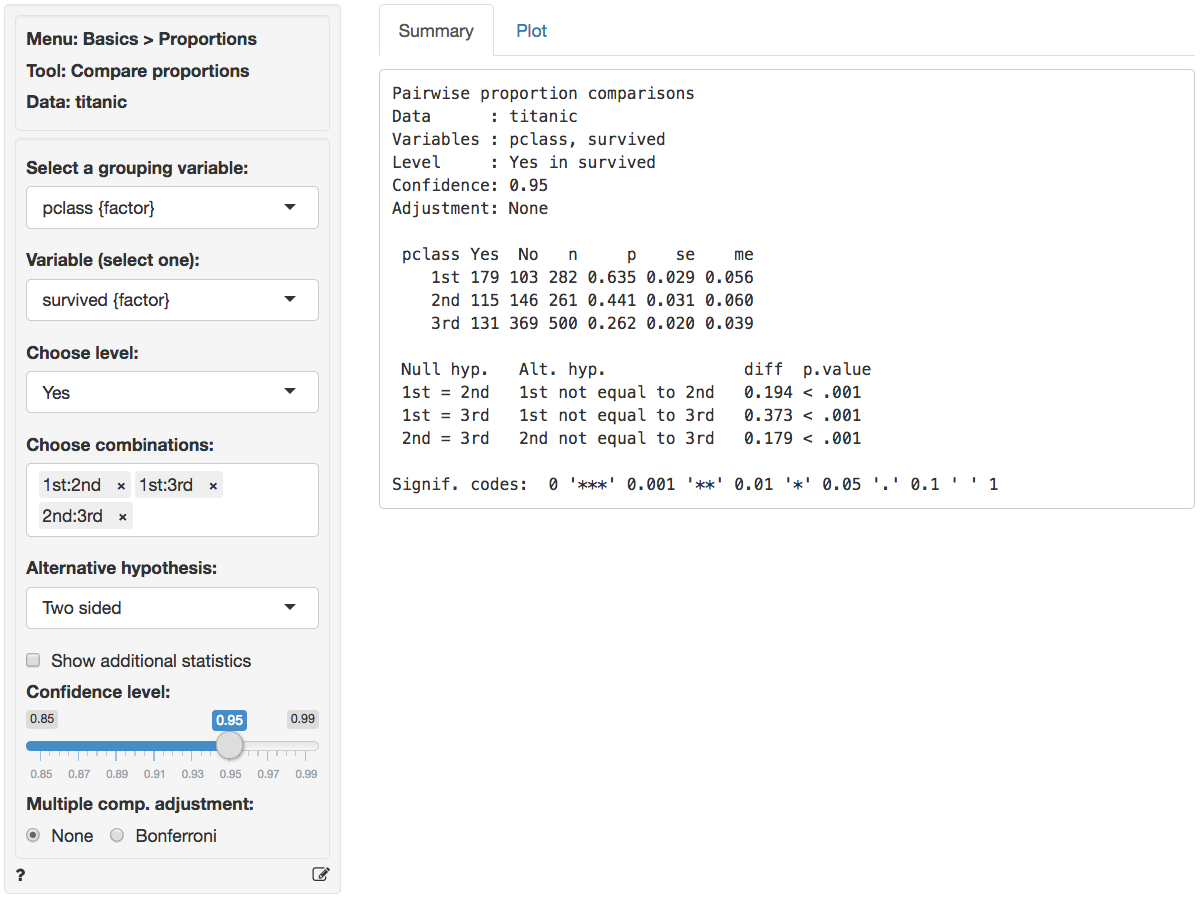 Menu: Basics > Proportions
Tool: Compare proportions
Data: titanic
Select a grouping variable:
pclass {factor}
Variable (select one):
survived {factor}
Choose level:
Yes
Choose combinations:
1st:2nd × 1st:3rd ×
2nd:3rd ×
Alternative hypothesis:
Two sided
Show additional statistics
Confidence level:
0.85 0.95 0.99
0.85 0.87 0.89 0.91 0.93 0.95 0.97 0.99
Multiple comp. adjustment:
None Bonferroni
?
Summary Plot
Pairwise proportion comparisons
Data      : titanic
Variables : pclass, survived
Level     : Yes in survived
Confidence: 0.95
Adjustment: None
 pclass Yes  No   n     p    se    me
    1st 179 103 282 0.635 0.029 0.056
    2nd 115 146 261 0.441 0.031 0.060
    3rd 131 369 500 0.262 0.020 0.039
 Null hyp.   Alt. hyp.              diff  p.value
 1st = 2nd   1st not equal to 2nd   0.194 < .001
 1st = 3rd   1st not equal to 3rd   0.373 < .001
 2nd = 3rd   2nd not equal to 3rd   0.179 < .001
Signif. codes:  0 '***' 0.001 '**' 0.01 '*' 0.05 '.' 0.1 ' ' 1